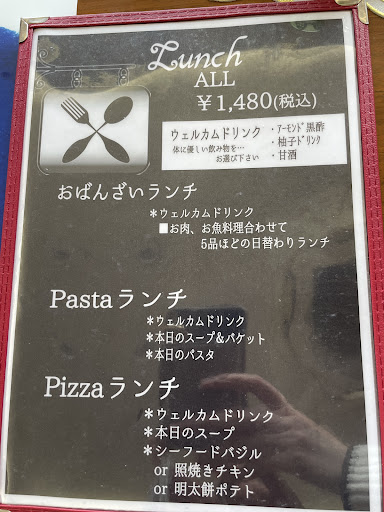 Lunch
ALL
￥1,480(税込)
ウェルカムドリンク
体に優しい飲み物を…
お選び下さい
・ｱｰﾓﾝﾄﾞ黒酢
・柚子ﾄﾞﾘﾝｸ
・甘酒
おばんざいランチ
＊ウェルカムドリンク
■お肉、お魚料理合わせて
5品ほどの日替わりランチ
Pastaランチ
＊ウェルカムドリンク
＊本日のスープ&バケット
＊本日のパスタ
Pizzaランチ
＊ウェルカムドリンク
＊本日のスープ
＊シーフードバジル
or 照焼きチキン
or 明太餅ポテト